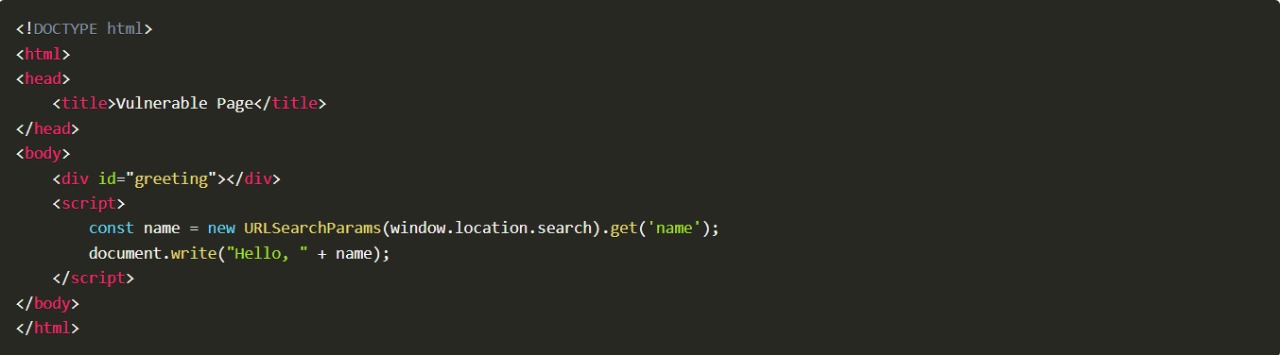 <!DOCTYPE html>
<html>
<head>
    <title>Vulnerable Page</title>
</head>
<body>
    <div id="greeting"></div>
    <script>
        const name = new URLSearchParams(window.location.search).get('name');
        document.write("Hello, " + name);
    </script>
</body>
</html>